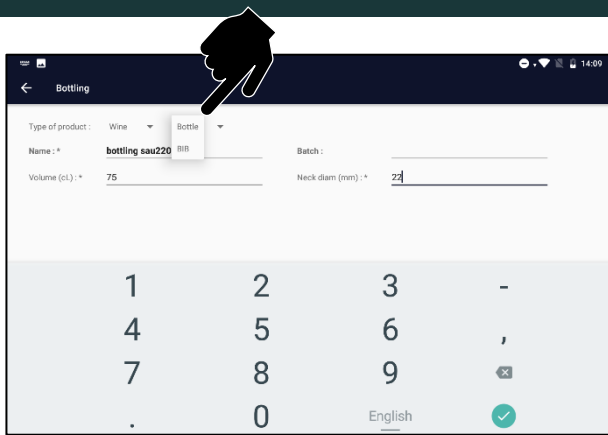 14:09
Bottling
Type of product : Wine Bottle
BIB
Name : * bottling sau220 Batch :
Volume (cl.) : * 75 Neck diam (mm) : * 22
1 2 3 -
4 5 6 ,
7 8 9
. 0 English